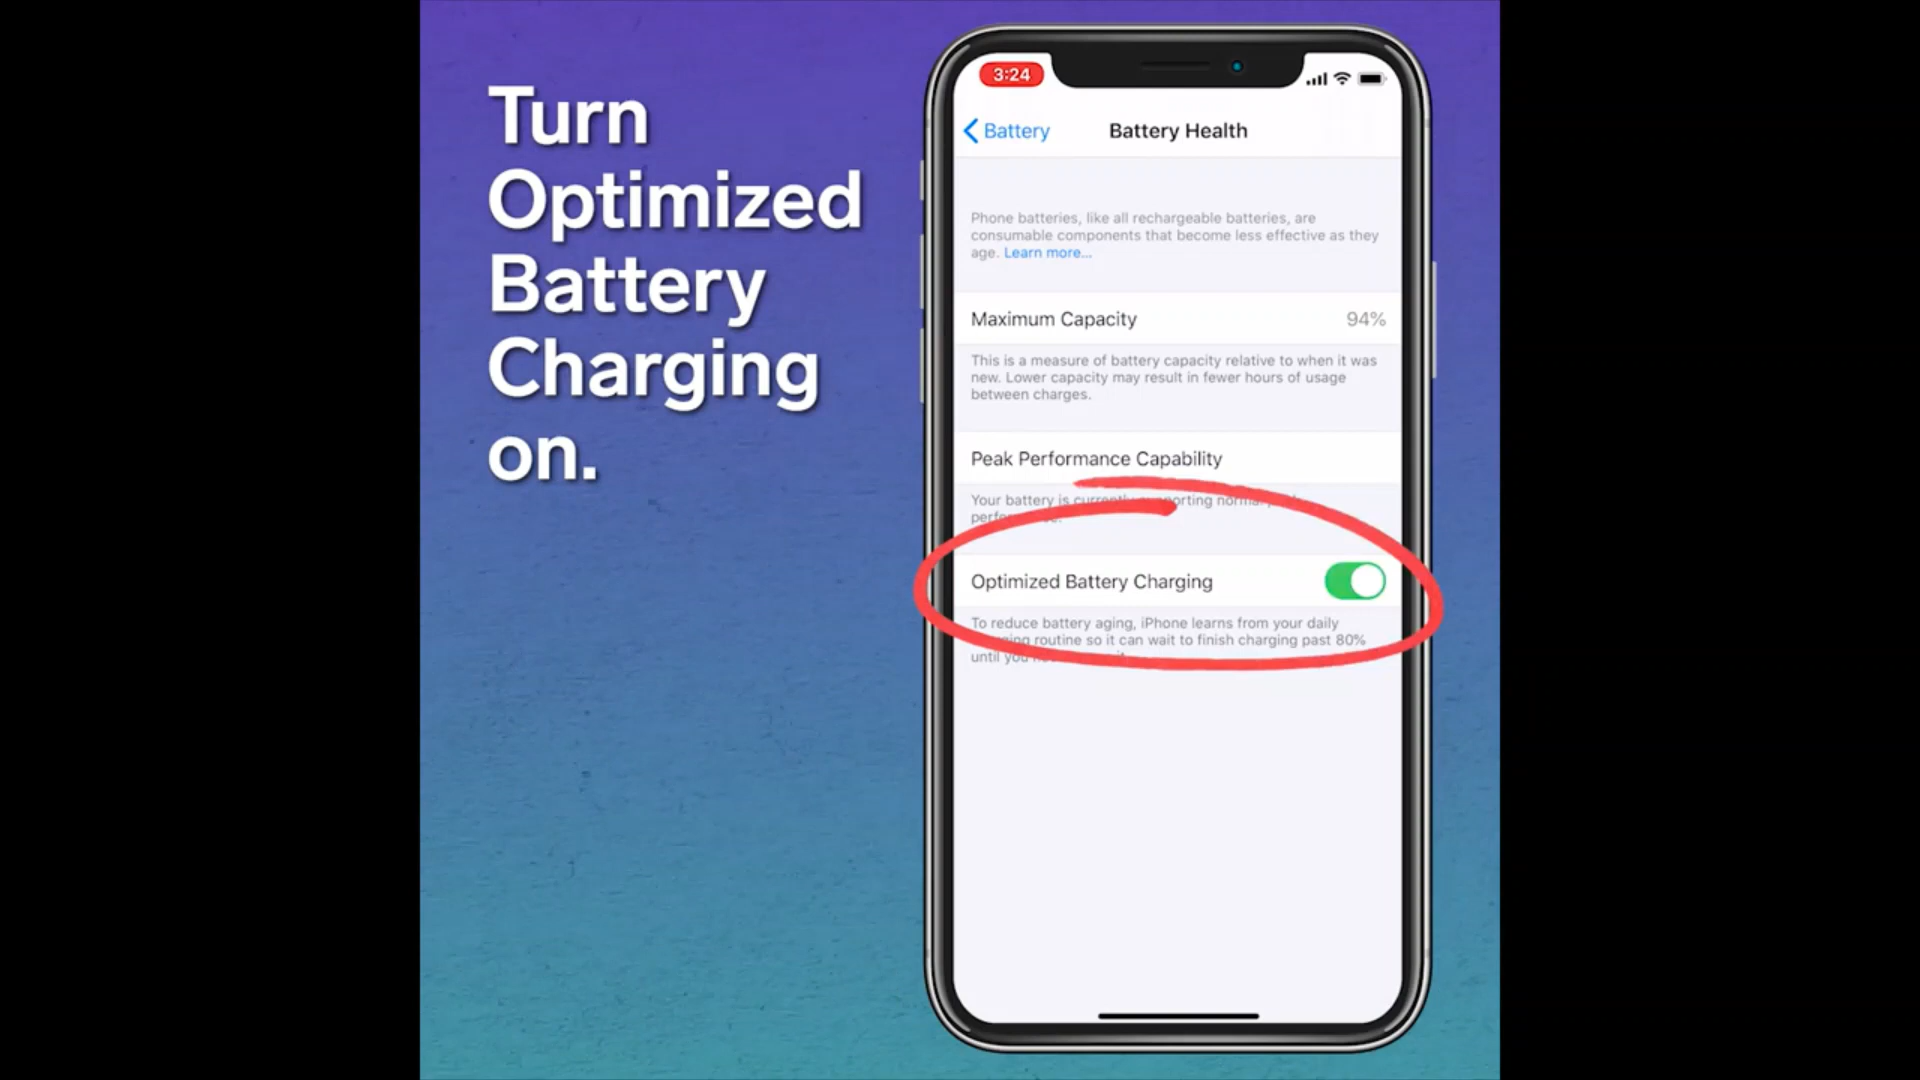 Turn
Optimized
Battery
Charging
on.
3:24
Battery
Battery Health
Phone batteries, like all rechargeable batteries, are
consumable components that become less effective as they
age. Learn more...
Maximum Capacity 94%
This is a measure of battery capacity relative to when it was
new. Lower capacity may result in fewer hours of usage
between charges.
Peak Performance Capability
Your battery is currently supporting normal
Optimized Battery Charging
To reduce battery aging, iPhone learns from your daily
routine so it can wait to finish charging past 80%
until you